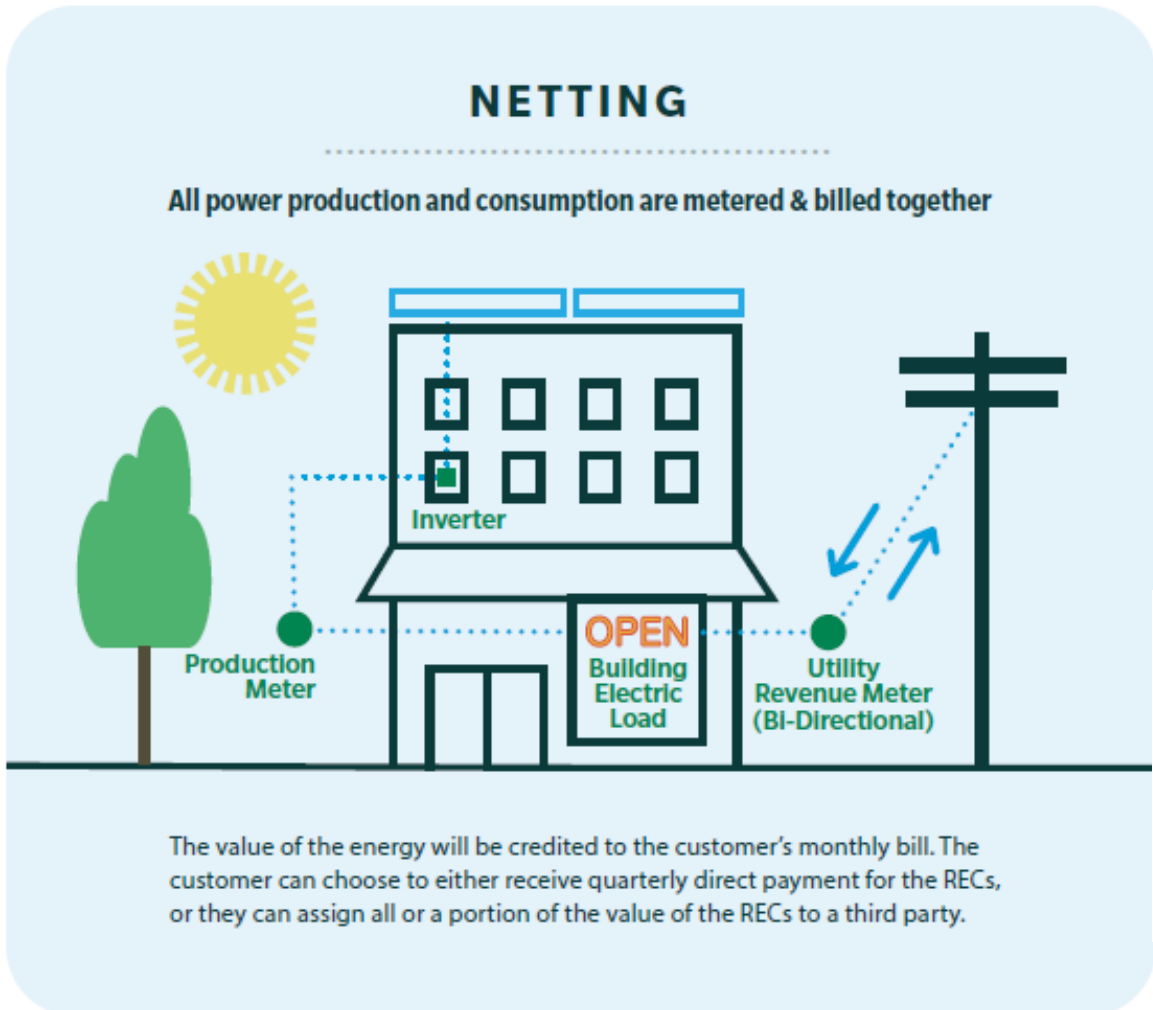 NETTING
All power production and consumption are metered & billed together
Inverter
OPEN
Building
Electric
Load
Production
Meter
Utility
Revenue Meter
(Bi-Directional)
The value of the energy will be credited to the customer's monthly bill. The
customer can choose to either receive quarterly direct payment for the RECs,
or they can assign all or a portion of the value of the RECs to a third party.